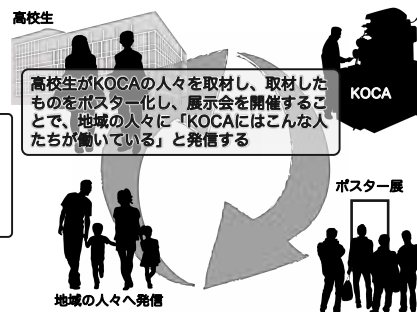 高校生
KOCA
高校生がKOCAの人々を取材し、取材した
ものをポスター化し、展示会を開催するこ
とで、地域の人々に「KOCAにはこんな人
たちが働いている」と発信する
ポスター展
地域の人々へ発信